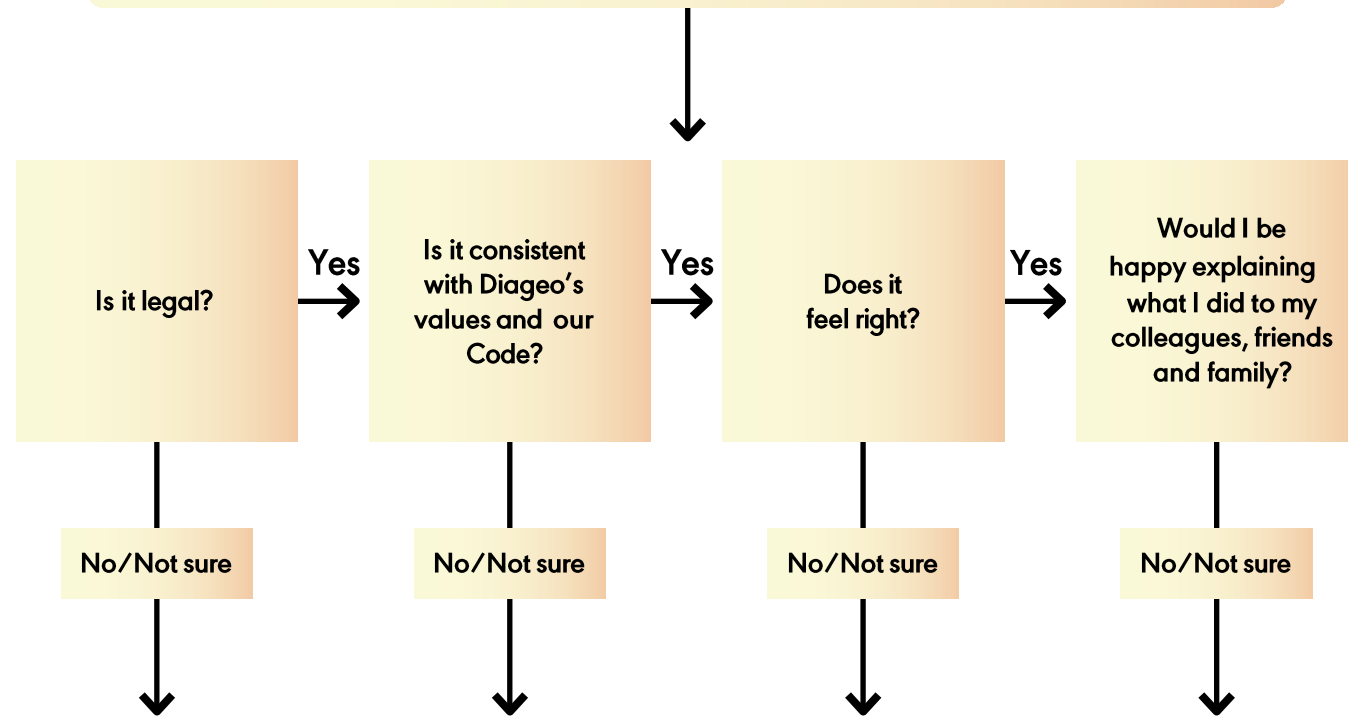 Is it legal?
Yes
Is it consistent
with Diageo’s
values and our
Code?
Yes
Does it
feel right?
Yes
Would I be
happy explaining
what I did to my
colleagues, friends
and family?
No/Not sure
No/Not sure
No/Not sure
No/Not sure